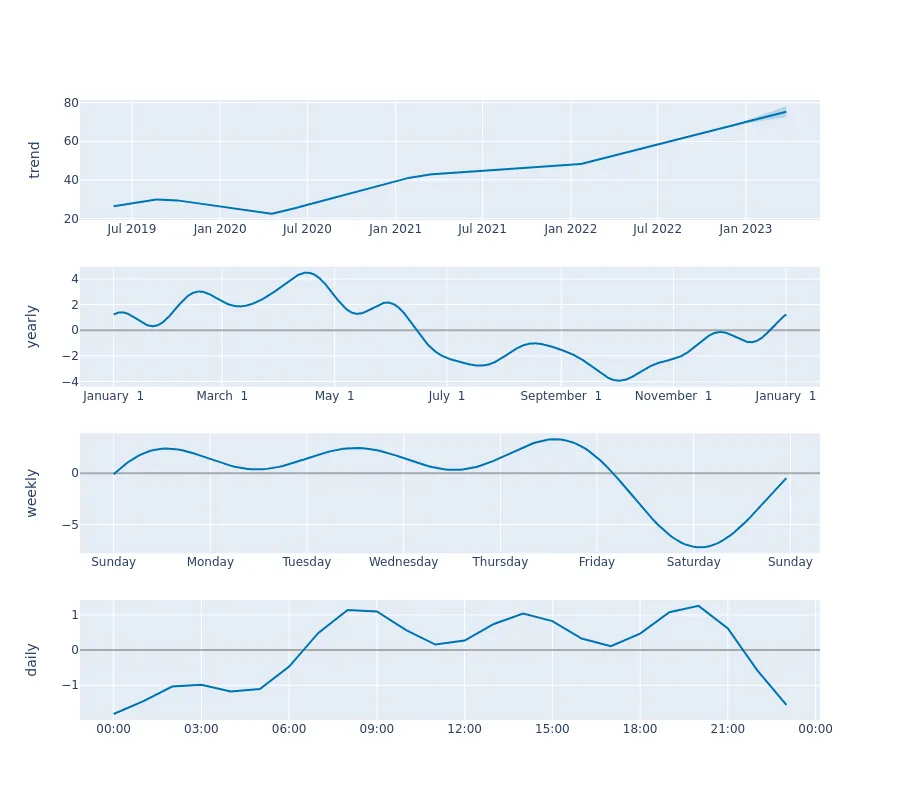 trend
80
60
40
20
Jul 2019 Jan 2020 Jul 2020 Jan 2021 Jul 2021 Jan 2022 Jul 2022 Jan 2023
yearly
4
2
0
−2
−4
January 1 March 1 May 1 July 1 September 1 November 1 January 1
weekly
0
−5
Sunday Monday Tuesday Wednesday Thursday Friday Saturday Sunday
daily
1
0
−1
00:00 03:00 06:00 09:00 12:00 15:00 18:00 21:00 00:00